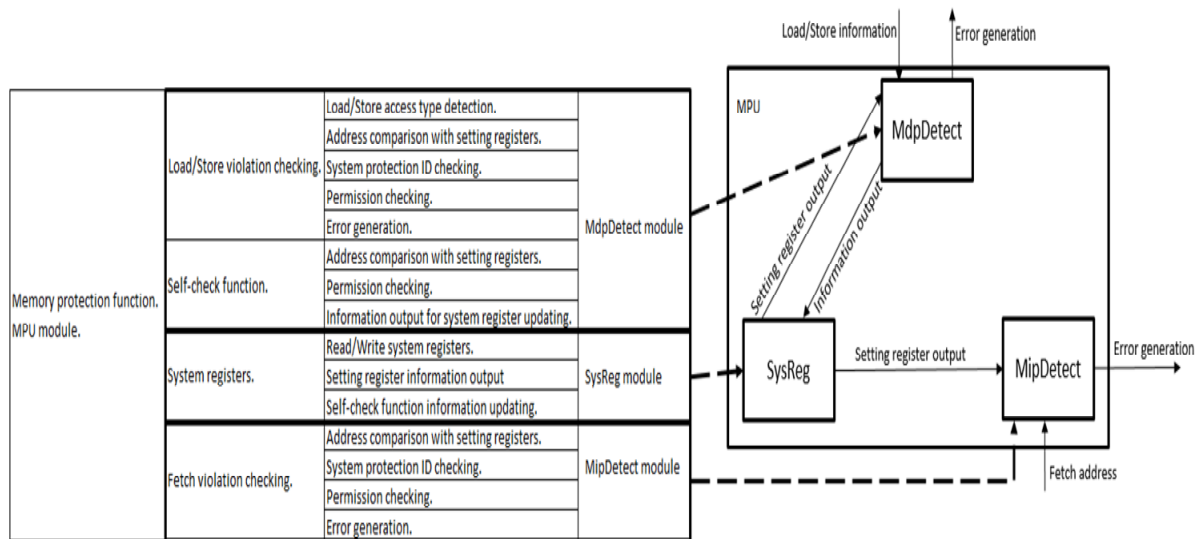 Load/Store information
Error generation
Memory protection function.
MPU module.
Load/Store violation checking.
Load/Store access type detection.
Address comparison with setting registers.
System protection ID checking.
Permission checking.
Error generation.
MdpDetect module
Self-check function.
Address comparison with setting registers.
Permission checking.
Information output for system register updating.
System registers.
Read/Write system registers.
Setting register information output
Self-check function information updating.
SysReg module
Fetch violation checking.
Address comparison with setting registers.
System protection ID checking.
Permission checking.
Error generation.
MipDetect module
MPU
MdpDetect
Setting register output
Information output
SysReg
Setting register output
MipDetect
Error generation
Fetch address